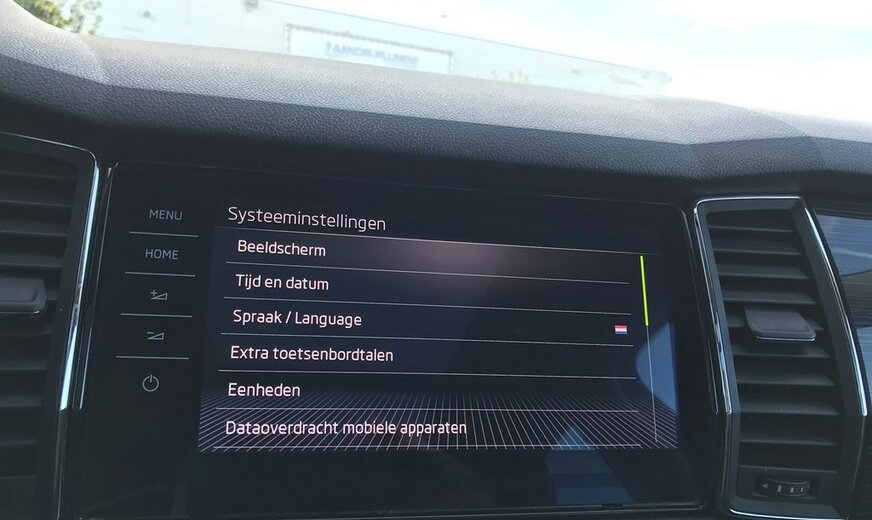 MENU
HOME
Systeeminstellingen
Beeldscherm
Tijd en datum
Spraak / Language
Extra toetsenbordtalen
Eenheden
Dataoverdracht mobiele apparaten